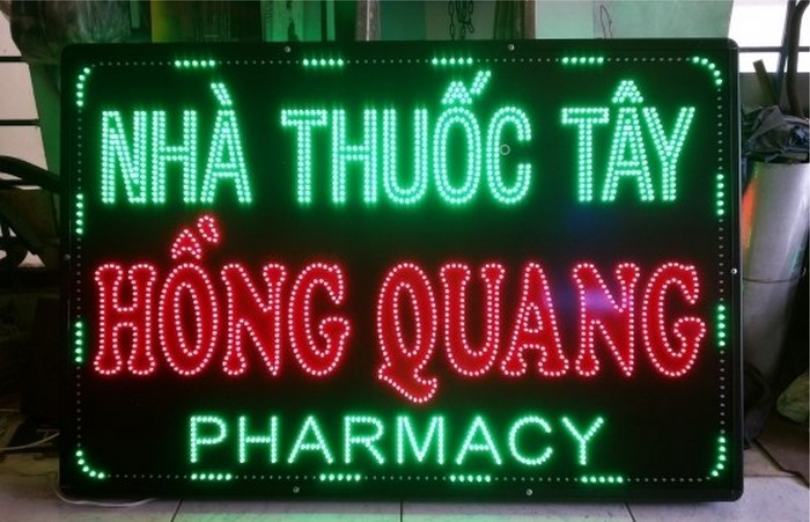 NHÀ THUỐC TÂY
HỒNG QUANG
PHARMACY